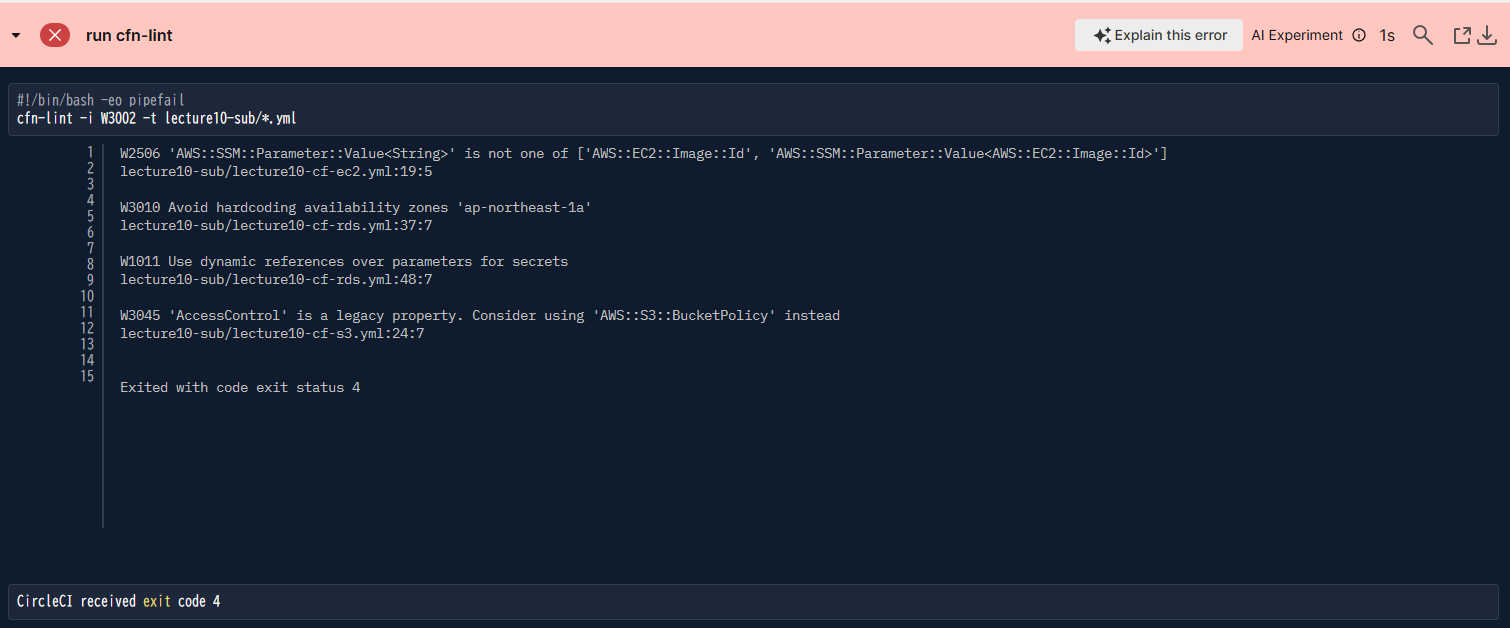 run cfn-lint
Explain this error
AI Experiment
1s
#!/bin/bash -eo pipefail
cfn-lint -i W3002 -t lecture10-sub/*.yml
1
2
3
4
5
6
7
8
9
10
11
12
13
14
15
W2506 'AWS::SSM::Parameter::Value<String>' is not one of ['AWS::EC2::Image::Id', 'AWS::SSM::Parameter::Value<AWS::EC2::Image::Id>']
lecture10-sub/lecture10-cf-ec2.yml:19:5
W3010 Avoid hardcoding availability zones 'ap-northeast-1a'
lecture10-sub/lecture10-cf-rds.yml:37:7
W1011 Use dynamic references over parameters for secrets
lecture10-sub/lecture10-cf-rds.yml:48:7
W3045 'AccessControl' is a legacy property. Consider using 'AWS::S3::BucketPolicy' instead
lecture10-sub/lecture10-cf-s3.yml:24:7
Exited with code exit status 4
CircleCI received exit code 4